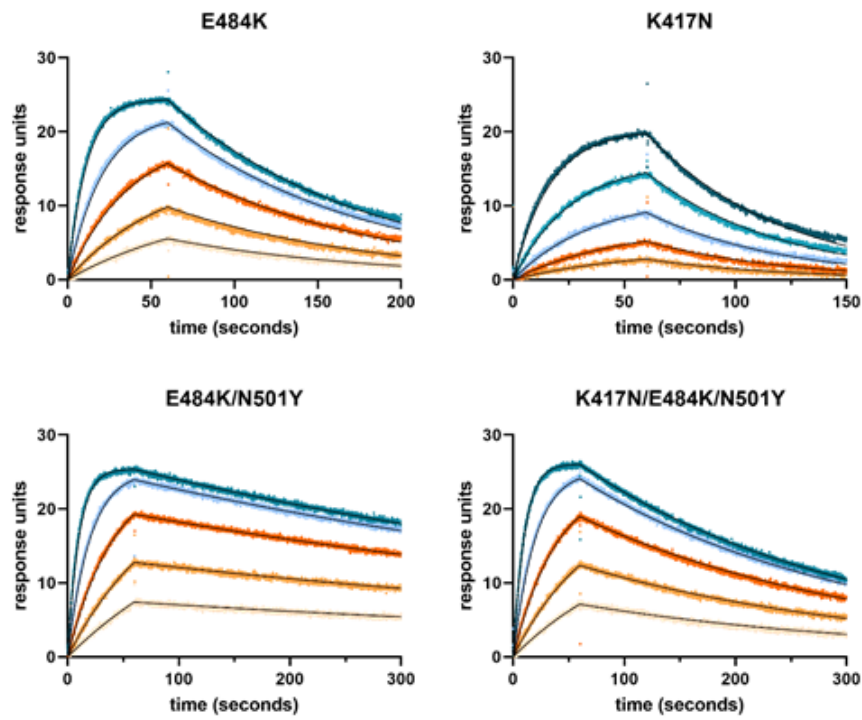 E484K
response units
30
20
10
0
0 50 100 150 200
time (seconds)
K417N
response units
30
20
10
0
0 50 100 150
time (seconds)
E484K/N501Y
response units
30
20
10
0
0 100 200 300
time (seconds)
K417N/E484K/N501Y
response units
30
20
10
0
0 100 200 300
time (seconds)